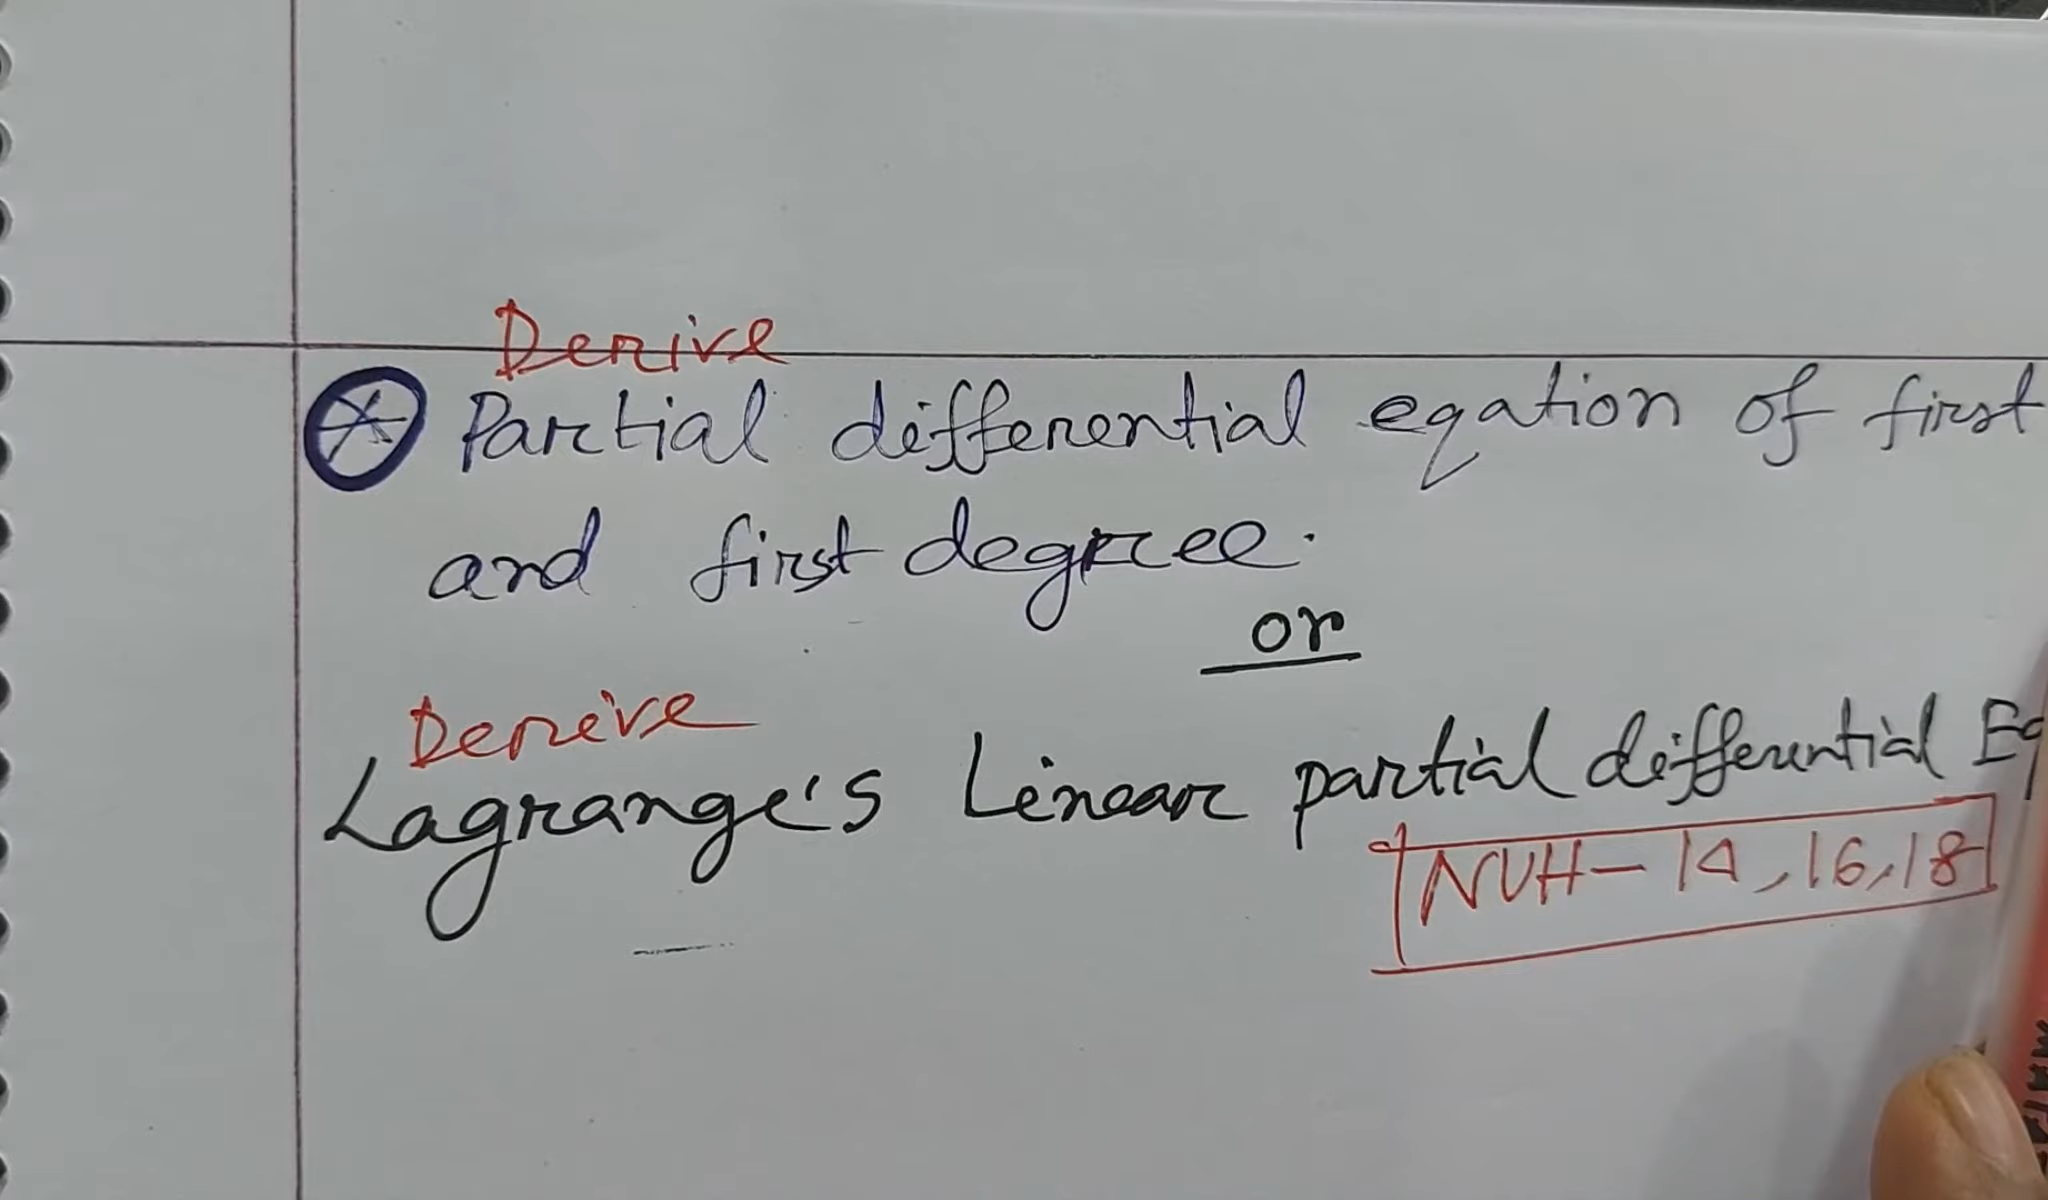 Derive
Partial differential eqation of first
and first degree.
or
Derive
Lagrange's Linear partial differential Eq
NUH - 14, 16, 18